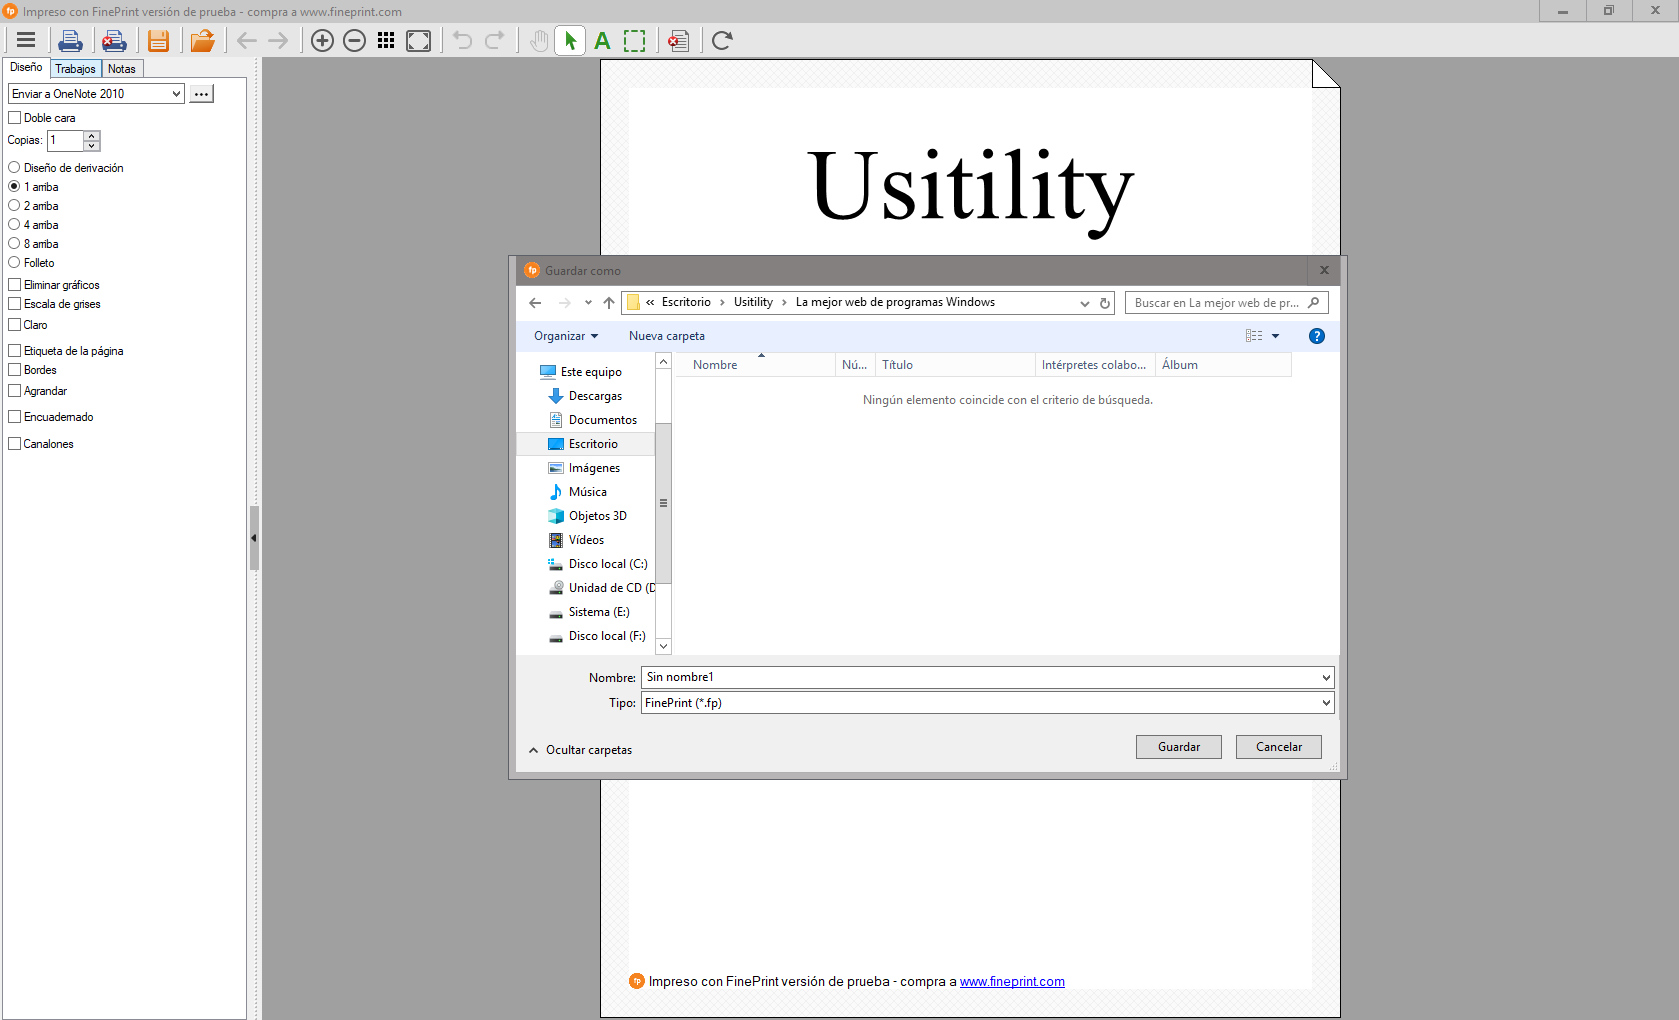 fp Impreso con FinePrint versión de prueba - compra a www.fineprint.com
A
Diseño Trabajos Notas
Enviar a OneNote 2010 ...
Doble cara
Copias: 1
Diseño de derivación
1 arriba
2 arriba
4 arriba
8 arriba
Folleto
Eliminar gráficos
Escala de grises
Claro
Etiqueta de la página
Bordes
Agrandar
Encuadernado
Canalones
Usitility
fp Guardar como
« Escritorio > Usitility > La mejor web de programas Windows
Buscar en La mejor web de pr...
Organizar Nueva carpeta ?
Este equipo
Descargas
Documentos
Escritorio
Imágenes
Música
Objetos 3D
Vídeos
Disco local (C:)
Unidad de CD (D
Sistema (E:)
Disco local (F:)
Nombre Nú... Título Intérpretes colabo... Álbum
Ningún elemento coincide con el criterio de búsqueda.
Nombre: Sin nombre1
Tipo: FinePrint (*.fp)
Ocultar carpetas Guardar Cancelar
fp Impreso con FinePrint versión de prueba - compra a www.fineprint.com